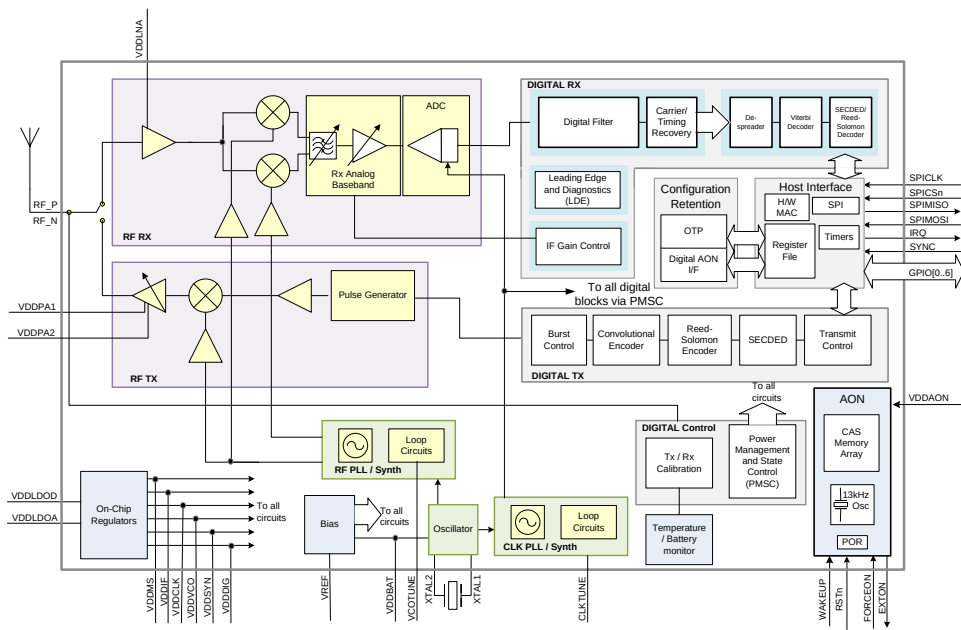 VDDLNA
DIGITAL RX
ADC
Digital Filter
Carrier/
Timing
Recovery
De-
spreader
Viterbi
Decoder
SECDED/
Reed-
Solomon
Decoder
Rx Analog
Baseband
Leading Edge
and Diagnostics
(LDE)
Configuration
Retention
Host Interface
H/W
MAC
SPI
SPICLK
SPICSn
SPIMISO
SPIMOSI
IRQ
SYNC
GPIO[0..6]
RF_P
RF_N
RF RX
IF Gain Control
OTP
Digital AON
I/F
Register
File
Timers
To all digital
blocks via PMSC
Pulse Generator
VDDPA1
VDDPA2
RF TX
Burst
Control
Convolutional
Encoder
Reed-
Solomon
Encoder
SECDED
Transmit
Control
DIGITAL TX
To all
circuits
AON
VDDAON
DIGITAL Control
CAS
Memory
Array
Loop
Circuits
RF PLL / Synth
Tx / Rx
Calibration
Power
Management
and State
Control
(PMSC)
13kHz
Osc
POR
VDDLDOD
VDDLDOA
On-Chip
Regulators
To all
circuits
Bias
To all
circuits
Oscillator
Loop
Circuits
CLK PLL / Synth
Temperature
/ Battery
monitor
VDDMS
VDDIF
VDDCLK
VDDVCO
VDDSYN
VDDDIG
VREF
VDDBAT
VCOTUNE
XTAL2
XTAL1
CLKTUNE
WAKEUP
RSTn
FORCEON
EXTON